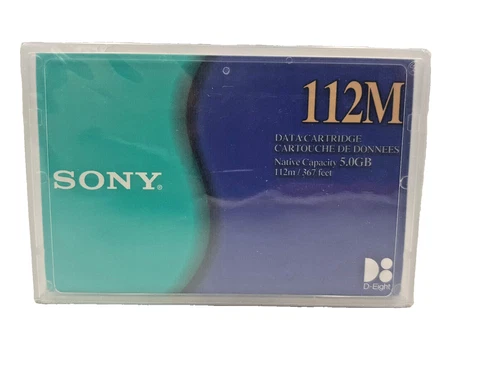 112M
DATA CARTRIDGE
CARTOUCHE DE DONNEES
Native Capacity 5.0GB
112m / 367 feet
SONY®
D-Eight